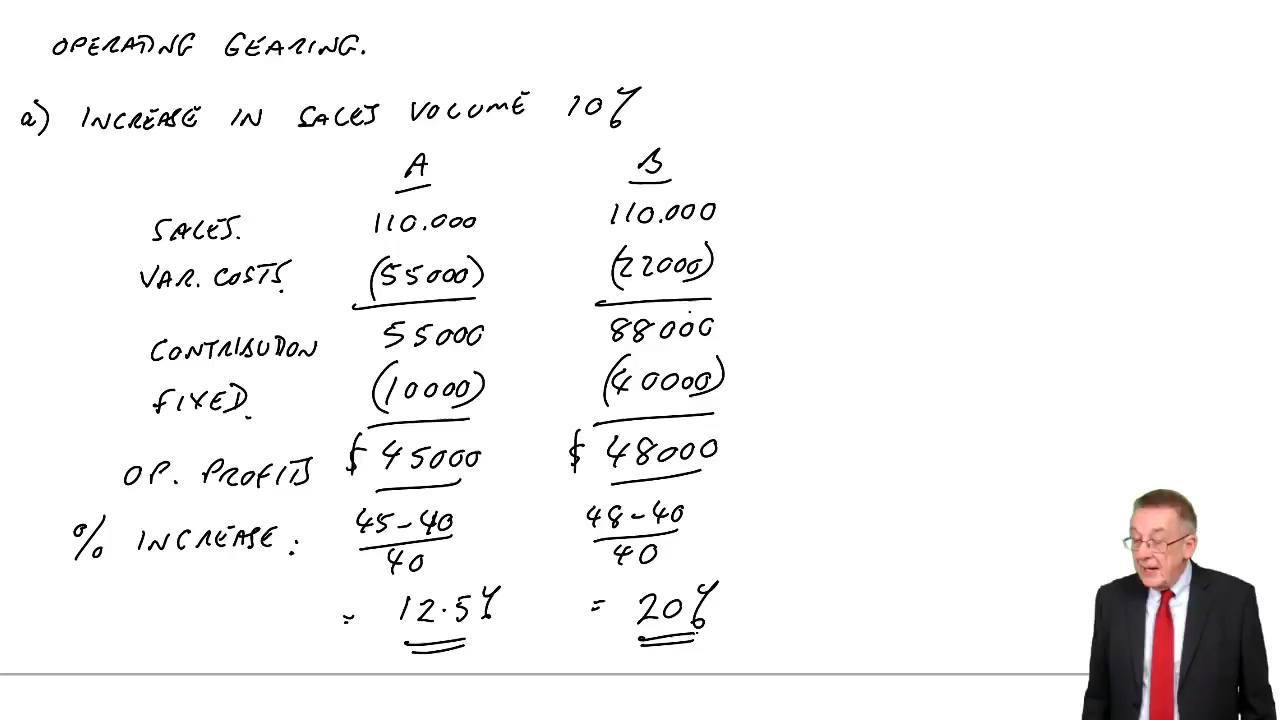 OPERATING GEARING.
a) INCREASE IN SALES VOLUME 10%
A B
SALES. 110.000 110.000
VAR. COSTS. (55000) (22000)
CONTRIBUTION 55000 88000
FIXED. (10000) (40000)
OP. PROFITS $ 45000 $ 48000
% INCREASE: 45-40 48-40
40 40
= 12.5% = 20%